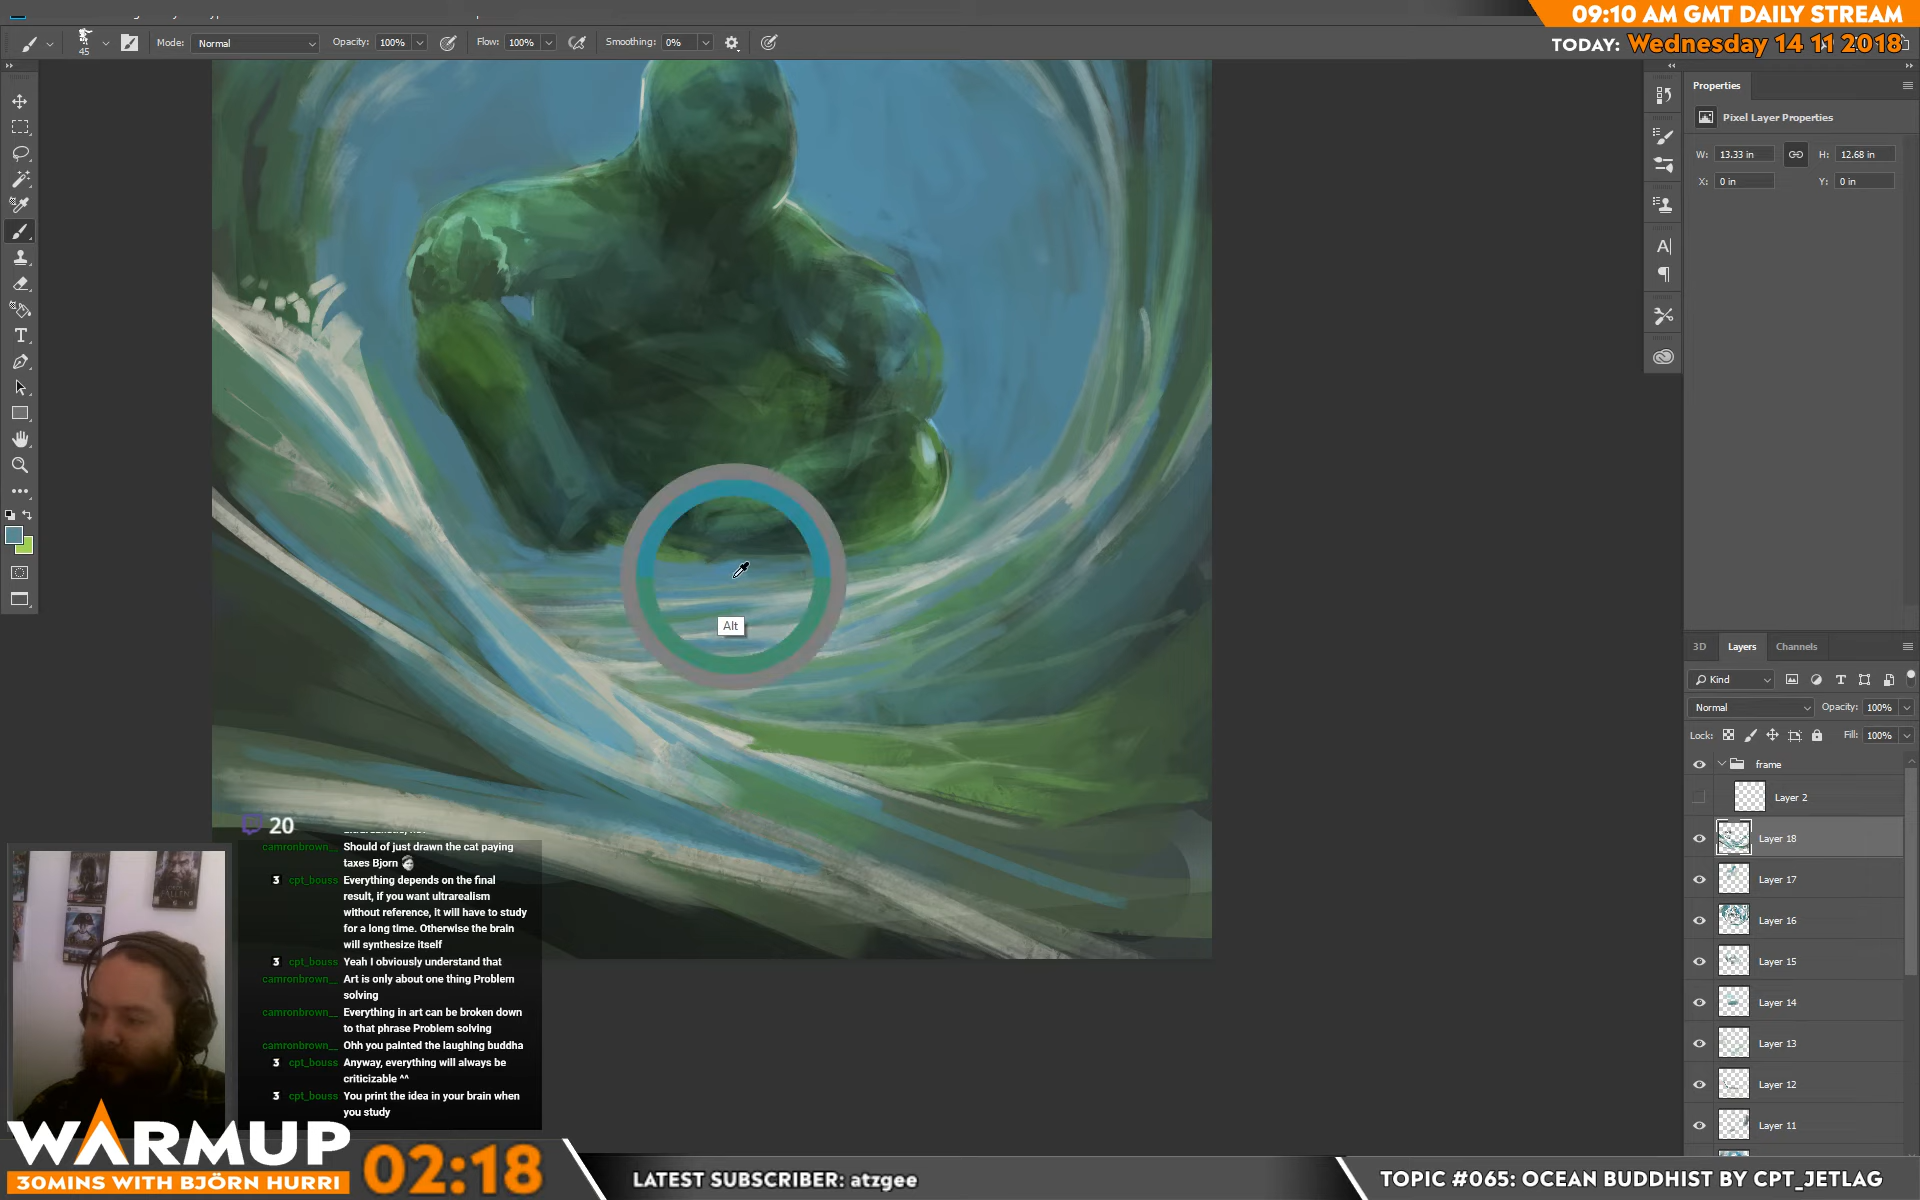 09:10 AM GMT DAILY STREAM
TODAY: Wednesday 14 11 2018
45
Mode: Normal
Opacity: 100%
Flow: 100%
Smoothing: 0%
Properties
Pixel Layer Properties
W: 13.33 in
H: 12.68 in
X: 0 in
Y: 0 in
Alt
3D
Layers
Channels
Kind
Normal
Opacity: 100%
Lock:
Fill: 100%
frame
Layer 2
Layer 18
Layer 17
Layer 16
Layer 15
Layer 14
Layer 13
Layer 12
Layer 11
20
camronbrown__ Should of just drawn the cat paying
taxes Bjorn
3 cpt_bouss Everything depends on the final
result, if you want ultrarealism
without reference, it will have to study
for a long time. Otherwise the brain
will synthesize itself
3 cpt_bouss Yeah I obviously understand that
camronbrown__ Art is only about one thing Problem
solving
camronbrown__ Everything in art can be broken down
to that phrase Problem solving
camronbrown__ Ohh you painted the laughing buddha
3 cpt_bouss Anyway, everything will always be
criticizable ^^
3 cpt_bouss You print the idea in your brain when
you study
WARMUP
30MINS WITH BJÖRN HURRI
02:18
LATEST SUBSCRIBER: atzgee
TOPIC #065: OCEAN BUDDHIST BY CPT_JETLAG